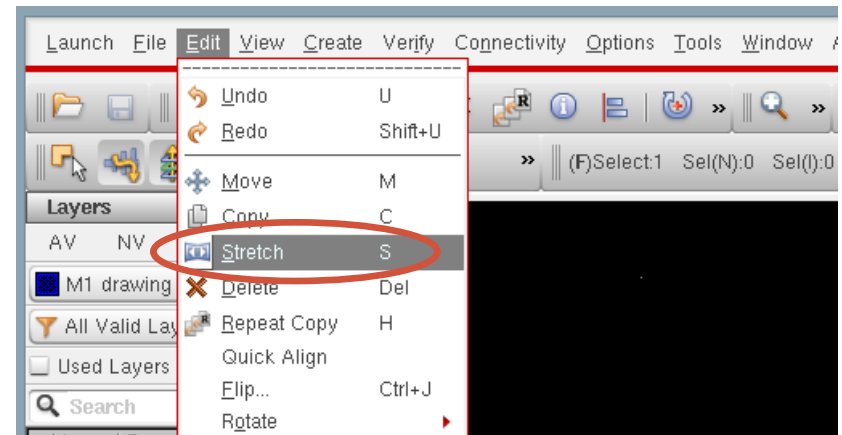 Launch File Edit View Create Verify Connectivity Options Tools Window
Undo U
Redo Shift+U
R
» »
» (F)Select:1 Sel(N):0 Sel(I):0
Move M
Layers
Copy C
AV NV
Stretch S
M1 drawing
Delete Del
All Valid Lay
Repeat Copy H
Quick Align
Used Layers
Flip... Ctrl+J
Search
Rotate